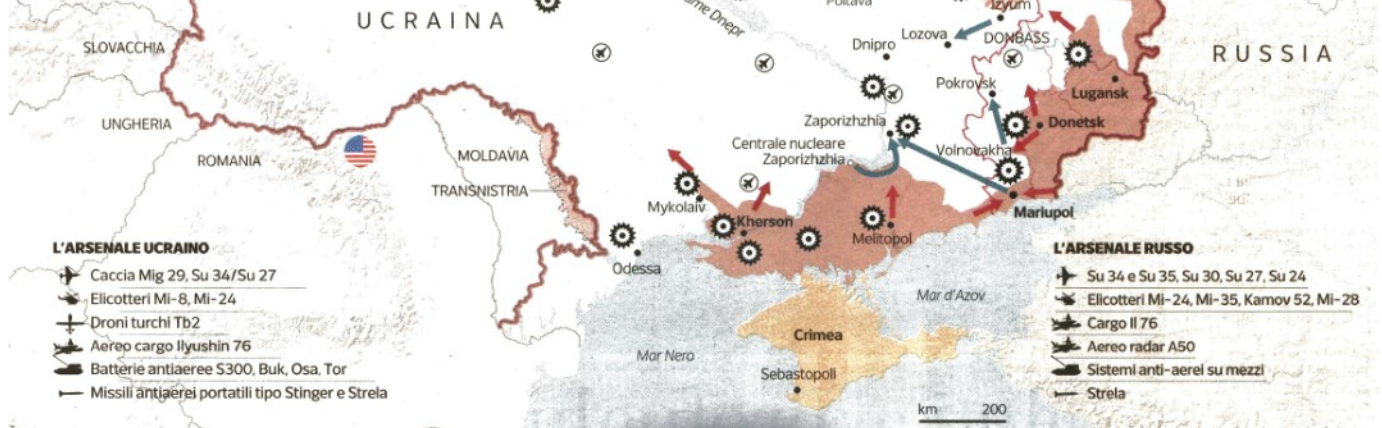 Poltava
Izyum
UCRAINA
Dnepr
Lozova
DONBASS
Dnipro
SLOVACCHIA
RUSSIA
Pokrovsk
Lugansk
UNGHERIA
Zaporizhzhia
Donetsk
Centrale nucleare
Zaporizhzhia
Volnovakha
ROMANIA
MOLDAVIA
TRANSNISTRIA
Mykolaiv
Kherson
Mariupol
Melitopol
Odessa
Mar d'Azov
Crimea
Mar Nero
Sebastopoli
km 200
L'ARSENALE UCRAINO
Caccia Mig 29, Su 34/Su 27
Elicotteri Mi-8, Mi-24
Droni turchi Tb2
Aereo cargo Ilyushin 76
Batterie antiaeree S300, Buk, Osa, Tor
Missili antiaerei portatili tipo Stinger e Strela
L'ARSENALE RUSSO
Su 34 e Su 35, Su 30, Su 27, Su 24
Elicotteri Mi-24, Mi-35, Kamov 52, Mi-28
Cargo Il 76
Aereo radar A50
Sistemi anti-aerei su mezzi
Strela